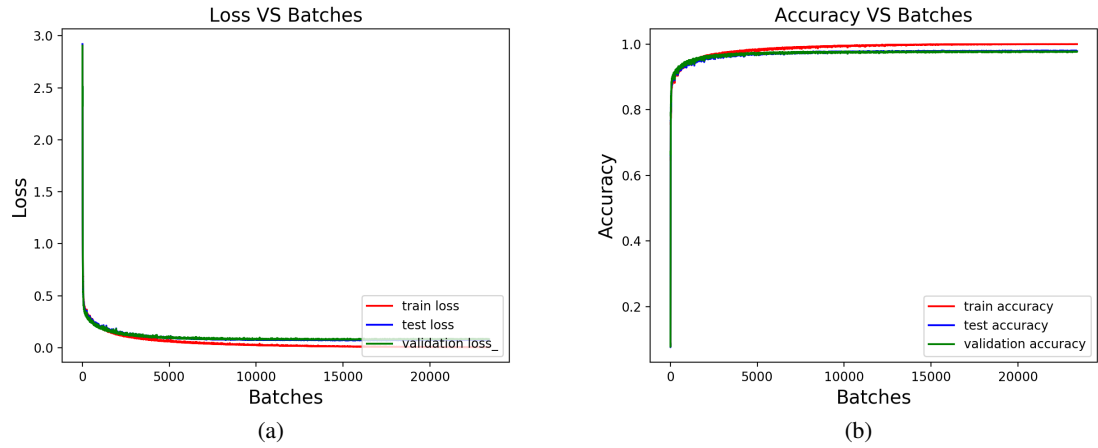 Loss VS Batches
3.0
2.5
2.0
1.5
1.0
0.5
0.0
Loss
train loss
test loss
validation loss_
0 5000 10000 15000 20000
Batches
(a)
Accuracy VS Batches
1.0
0.8
0.6
0.4
0.2
Accuracy
train accuracy
test accuracy
validation accuracy
0 5000 10000 15000 20000
Batches
(b)